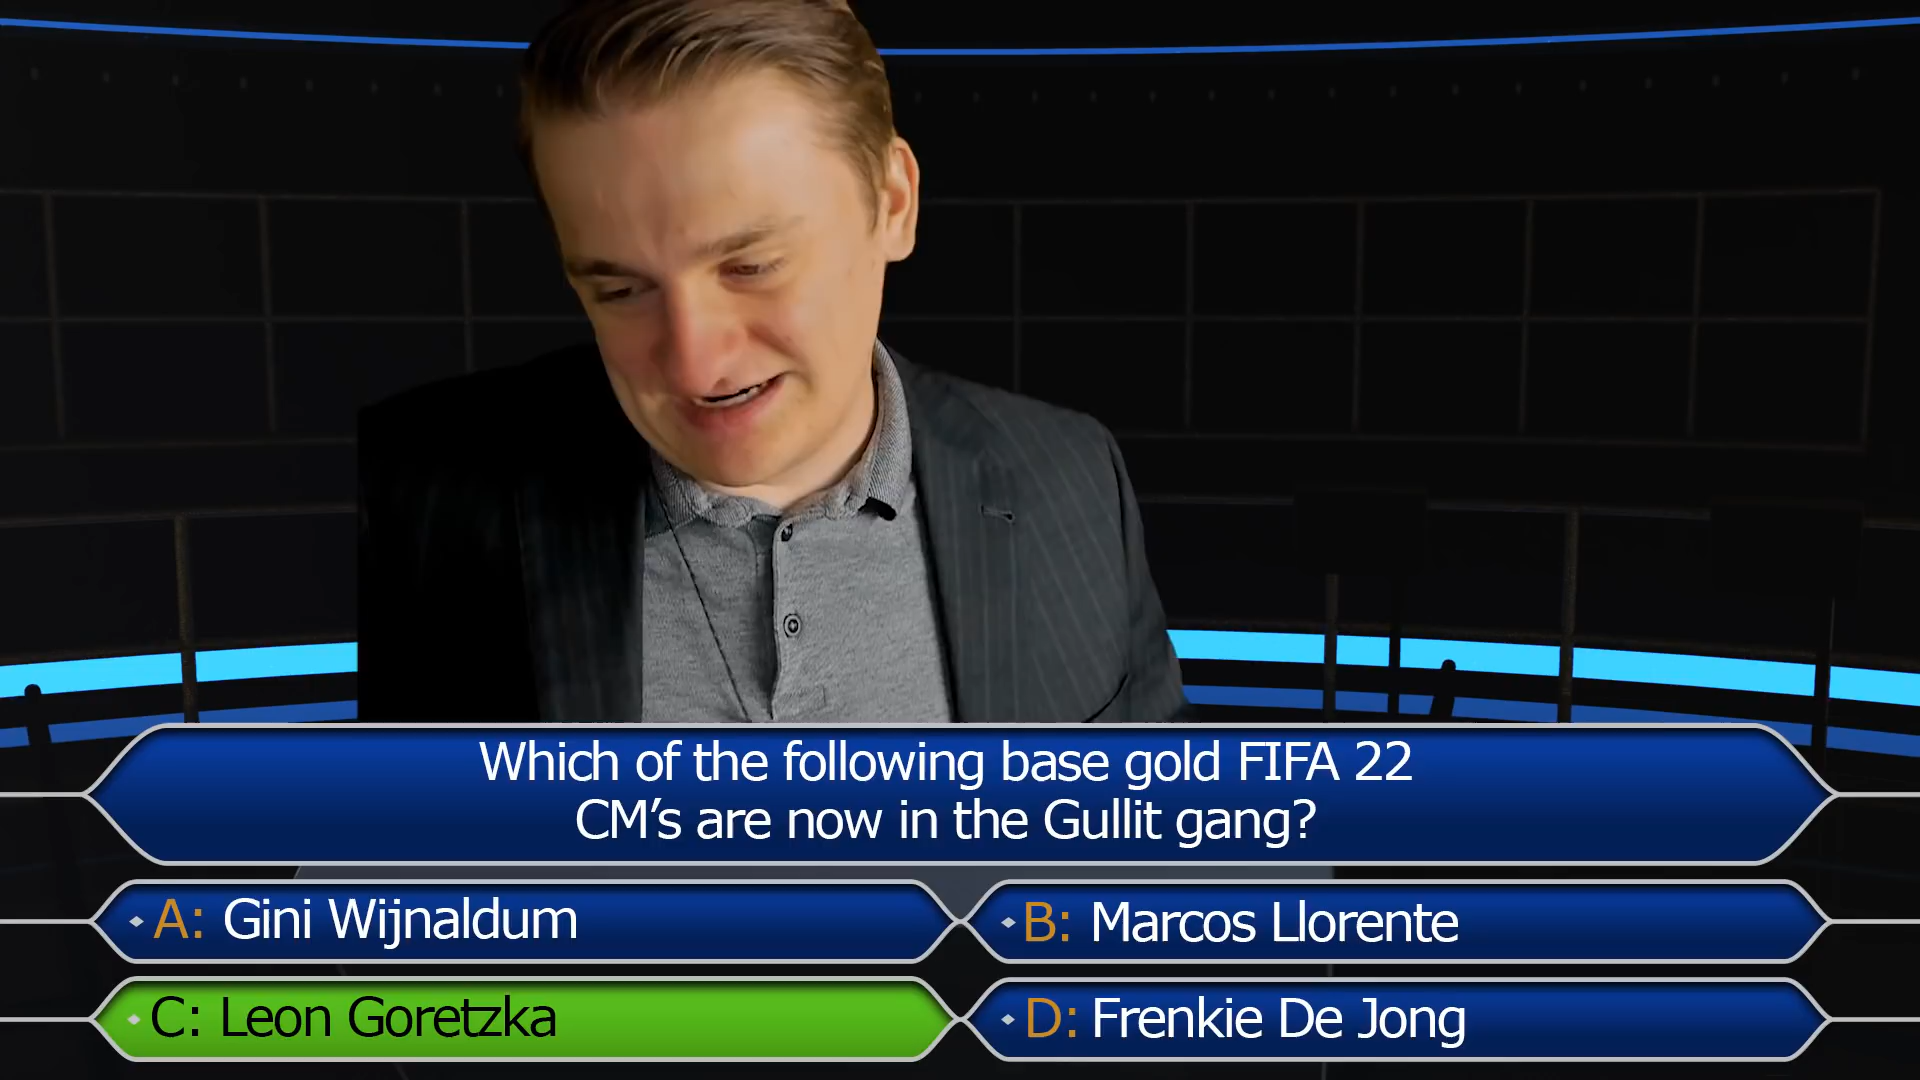 Which of the following base gold FIFA 22
CM’s are now in the Gullit gang?
A: Gini Wijnaldum
B: Marcos Llorente
C: Leon Goretzka
D: Frenkie De Jong